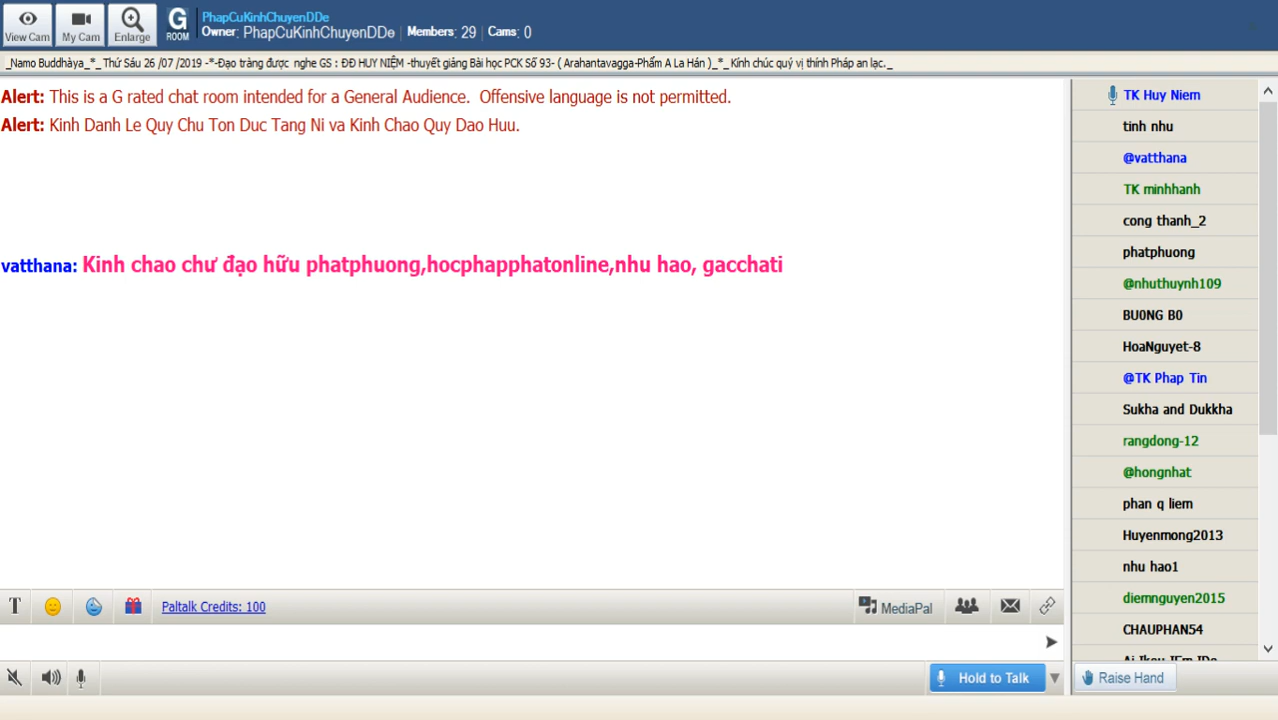 PhapCuKinhChuyenDDe
Owner: PhapCuKinhChuyenDDe Members: 29 Cams: 0
View Cam My Cam Enlarge G ROOM
_Namo Buddhàya_*_ Thứ Sáu 26 /07 /2019 -*-Đạo tràng được nghe GS : ĐĐ HUY NIỆM -thuyết giảng Bài học PCK Số 93- ( Arahantavagga-Phẩm A La Hán )_*_ Kính chúc quý vị thính Pháp an lạc._
Alert: This is a G rated chat room intended for a General Audience. Offensive language is not permitted.
Alert: Kinh Danh Le Quy Chu Ton Duc Tang Ni va Kinh Chao Quy Dao Huu.
vatthana: Kinh chao chư đạo hữu phatphuong,hocphapphatonline,nhu hao, gacchati
TK Huy Niem
tinh nhu
@vatthana
TK minhhanh
cong thanh_2
phatphuong
@nhuthuynh109
BU0NG B0
HoaNguyet-8
@TK Phap Tin
Sukha and Dukkha
rangdong-12
@hongnhat
phan q liem
Huyenmong2013
nhu hao1
diemnguyen2015
CHAUPHAN54
T Paltalk Credits: 100 MediaPal
Hold to Talk Raise Hand